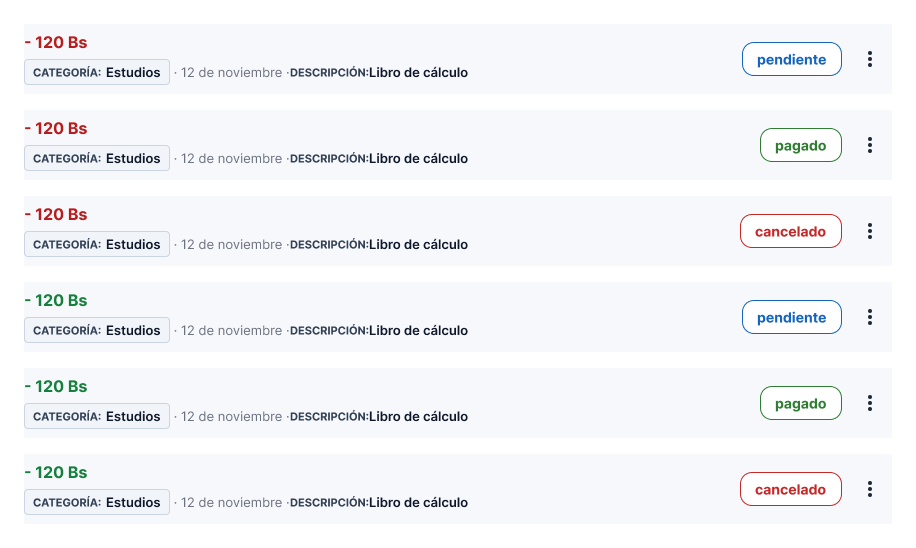 - 120 Bs
CATEGORÍA: Estudios · 12 de noviembre ·DESCRIPCIÓN:Libro de cálculo
pendiente
- 120 Bs
CATEGORÍA: Estudios · 12 de noviembre ·DESCRIPCIÓN:Libro de cálculo
pagado
- 120 Bs
CATEGORÍA: Estudios · 12 de noviembre ·DESCRIPCIÓN:Libro de cálculo
cancelado
- 120 Bs
CATEGORÍA: Estudios · 12 de noviembre ·DESCRIPCIÓN:Libro de cálculo
pendiente
- 120 Bs
CATEGORÍA: Estudios · 12 de noviembre ·DESCRIPCIÓN:Libro de cálculo
pagado
- 120 Bs
CATEGORÍA: Estudios · 12 de noviembre ·DESCRIPCIÓN:Libro de cálculo
cancelado